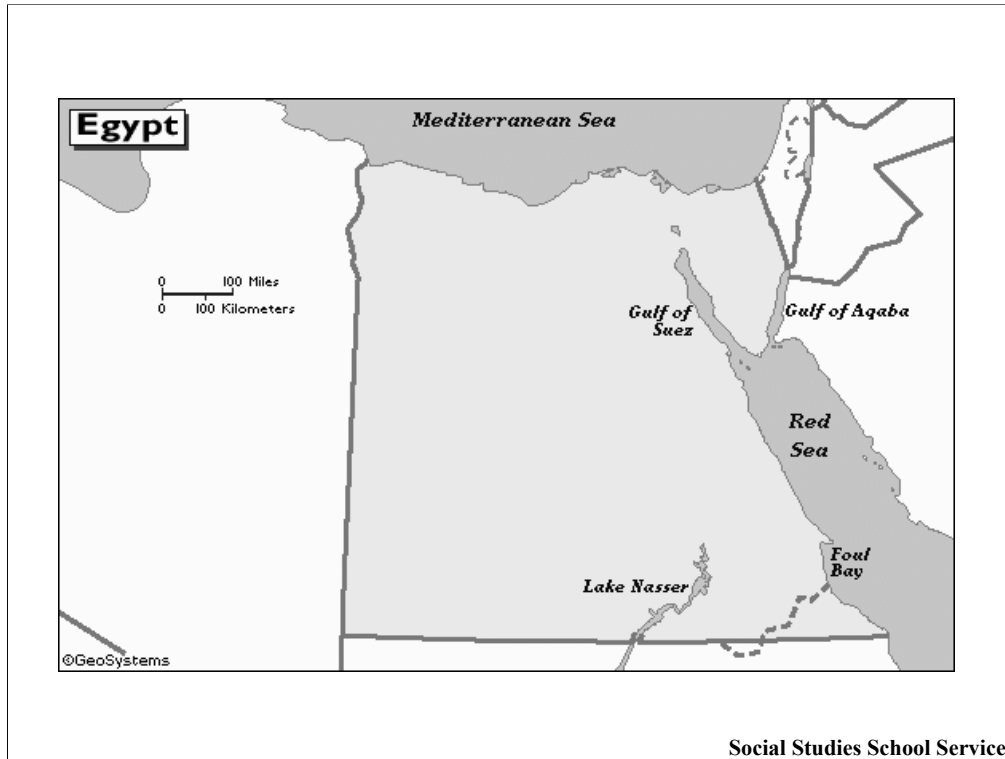 Egypt
Mediterranean Sea
0 100 Miles
0 100 Kilometers
Gulf of
Suez
Gulf of Aqaba
Red
Sea
Foul
Bay
Lake Nasser
©GeoSystems
Social Studies School Service